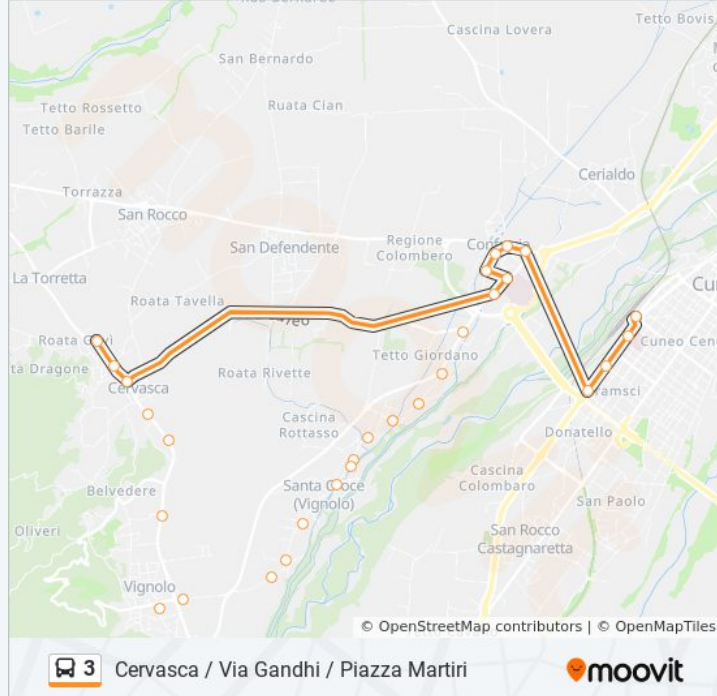 Tetto Bovis
Cascina Lovera
San Bernardo
Ruata Cian
Tetto Rossetto
Tetto Barile
Cerialdo
Torrazza
San Rocco
Regione
Colombero
San Defendente
La Torretta
Roata Tavella
Cuneo Cen
Tetto Giordano
Roata Rivette
Cervasca
Cascina
Rottasso
Donatello
Belvedere
Cascina
Colombaro
Santa Croce
(Vignolo)
San Paolo
Oliveri
San Rocco
Castagnaretta
Vignolo
© OpenStreetMap contributors | © OpenMapTiles
3 Cervasca / Via Gandhi / Piazza Martiri
moovit